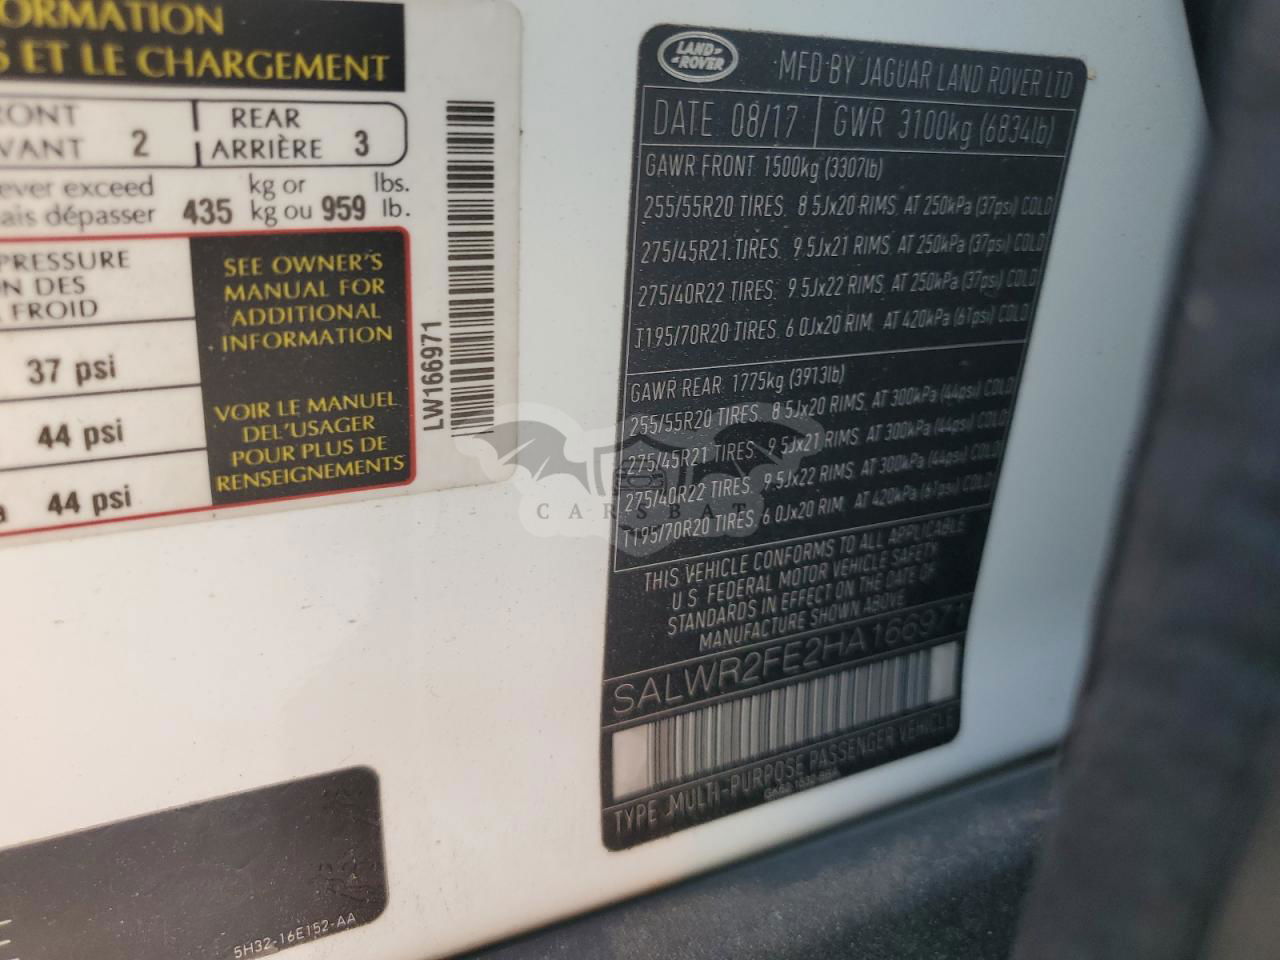 ORMATION
S ET LE CHARGEMENT
RONT
VANT 2
REAR
ARRIÈRE 3
ever exceed
ais dépasser 435 kg or
kg ou 959 lbs.
lb.
PRESSURE
N DES
FROID
37 psi
44 psi
44 psi
SEE OWNER'S
MANUAL FOR
ADDITIONAL
INFORMATION
VOIR LE MANUEL
DEL'USAGER
POUR PLUS DE
RENSEIGNEMENTS
LW166971
LAND
ROVER
MFD BY JAGUAR LAND ROVER LTD
DATE: 08/17 GWR 3100kg (6834lb)
GAWR FRONT 1500kg (3307lb)
255/55R20 TIRES. 8.5Jx20 RIMS. AT 250kPa (37psi) COLD
275/45R21 TIRES. 9.5Jx21 RIMS. AT 250kPa (37psi) COLD
275/40R22 TIRES. 9.5Jx22 RIMS. AT 250kPa (37psi) COLD
T195/70R20 TIRES. 6.0Jx20 RIM. AT 420kPa (61psi) COLD
GAWR REAR 1775kg (3913lb)
255/55R20 TIRES. 8.5Jx20 RIMS. AT 300kPa (44psi) COLD
275/45R21 TIRES. 9.5Jx21 RIMS. AT 300kPa (44psi) COLD
275/40R22 TIRES. 9.5Jx22 RIMS. AT 300kPa (44psi) COLD
T195/70R20 TIRES. 6.0Jx20 RIM. AT 420kPa (61psi) COLD
THIS VEHICLE CONFORMS TO ALL APPLICABLE
U.S. FEDERAL MOTOR VEHICLE SAFETY
STANDARDS IN EFFECT ON THE DATE OF
MANUFACTURE SHOWN ABOVE
SALWR2FE2HA166971
TYPE: MULTI-PURPOSE PASSENGER VEHICLE
CARSBAT
5H32-16E152-AA